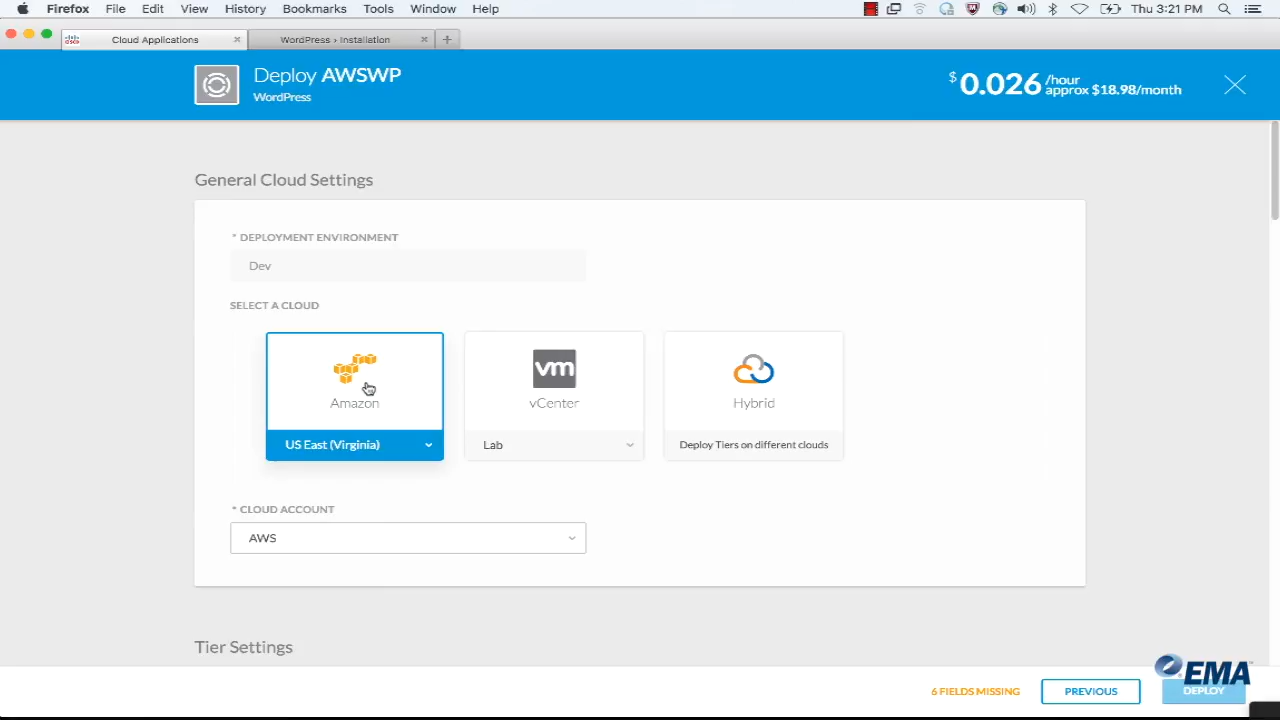 Firefox File Edit View History Bookmarks Tools Window Help Thu 3:21 PM
Cloud Applications WordPress › Installation
Deploy AWSWP
WordPress
$ 0.026 /hour
approx $18.98/month
General Cloud Settings
* DEPLOYMENT ENVIRONMENT
Dev
SELECT A CLOUD
Amazon vCenter Hybrid
vm
US East (Virginia) Lab Deploy Tiers on different clouds
* CLOUD ACCOUNT
AWS
Tier Settings
6 FIELDS MISSING PREVIOUS DEPLOY
EMA